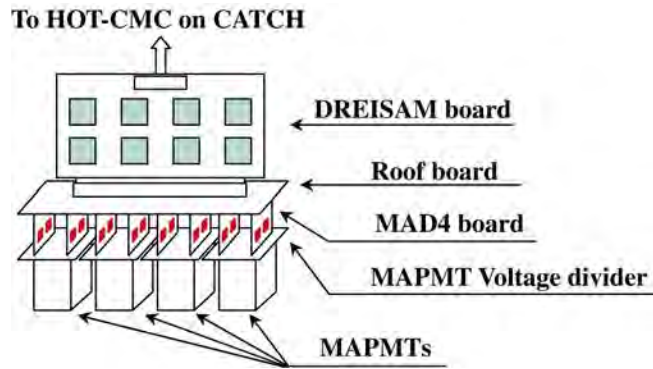 To HOT-CMC on CATCH
DREISAM board
Roof board
MAD4 board
MAPMT Voltage divider
MAPMTs